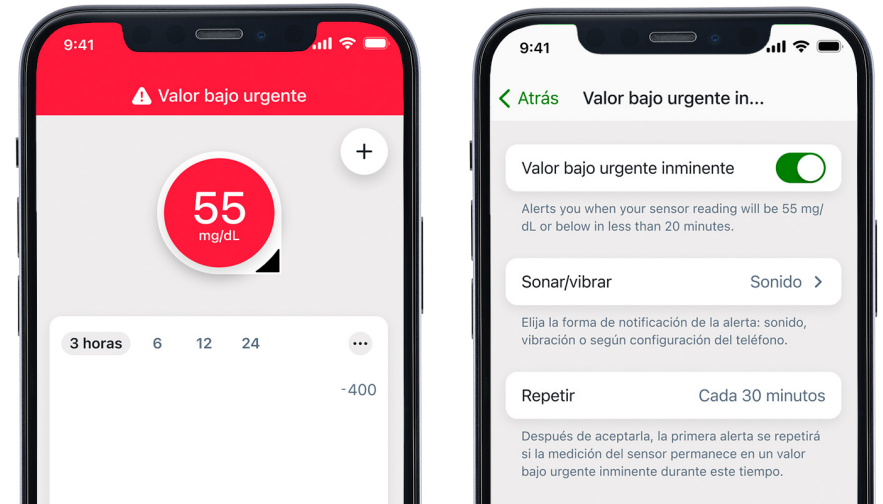 9:41
Valor bajo urgente
+
55
mg/dL
3 horas 6 12 24 •••
-400
9:41
Atrás Valor bajo urgente in...
Valor bajo urgente inminente
Alerts you when your sensor reading will be 55 mg/
dL or below in less than 20 minutes.
Sonar/vibrar Sonido
Elija la forma de notificación de la alerta: sonido,
vibración o según configuración del teléfono.
Repetir Cada 30 minutos
Después de aceptarla, la primera alerta se repetirá
si la medición del sensor permanece en un valor
bajo urgente inminente durante este tiempo.